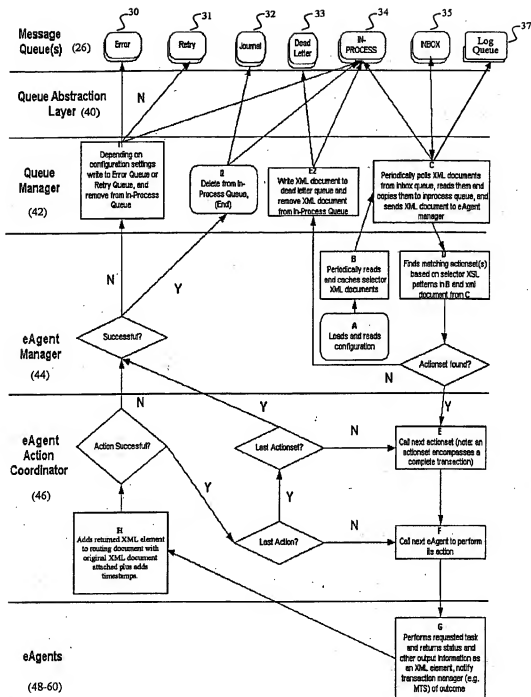 30
31
32
33
34
35
37
Message
Queue(s) (26)
Error
Retry
Journal
Dead
Letter
IN-
PROCESS
INBOX
Log
Queue
Queue Abstraction
Layer (40)
N
Queue
Manager
(42)
Depending on
configuration settings
write to Error Queue or
Retry Queue, and
remove from In-Process
Queue
Delete from In-
Process Queue,
(End)
E2
Write XML document to
dead letter queue and
remove XML document
from In-Process Queue
C
Periodically polls XML documents
from Inbox queue, reads them and
copies them to inprocess queue, and
sends XML document to eAgent
manager
N
Y
B
Periodically reads
and caches selector
XML documents
D
Finds matching actionset(s)
based on selector XSL
patterns in B and xml
document from C
eAgent
Manager
(44)
Successful?
A
Loads and reads
configuration
Actionset found?
N
Y
eAgent
Action
Coordinator
(46)
N
Action Succesful?
Y
Last Actionset?
N
E
Call next actionset (note: an
actionset encompasses a
complete transaction)
Y
Y
Last Action?
N
F
Call next eAgent to perform
its action
H
Adds returned XML element
to routing document with
original XML document
attached plus adds
timestamps.
eAgents
(48-60)
G
Performs requested task
and returns status and
other output information as
an XML element, notify
transaction manager (e.g.
MTS) of outcome